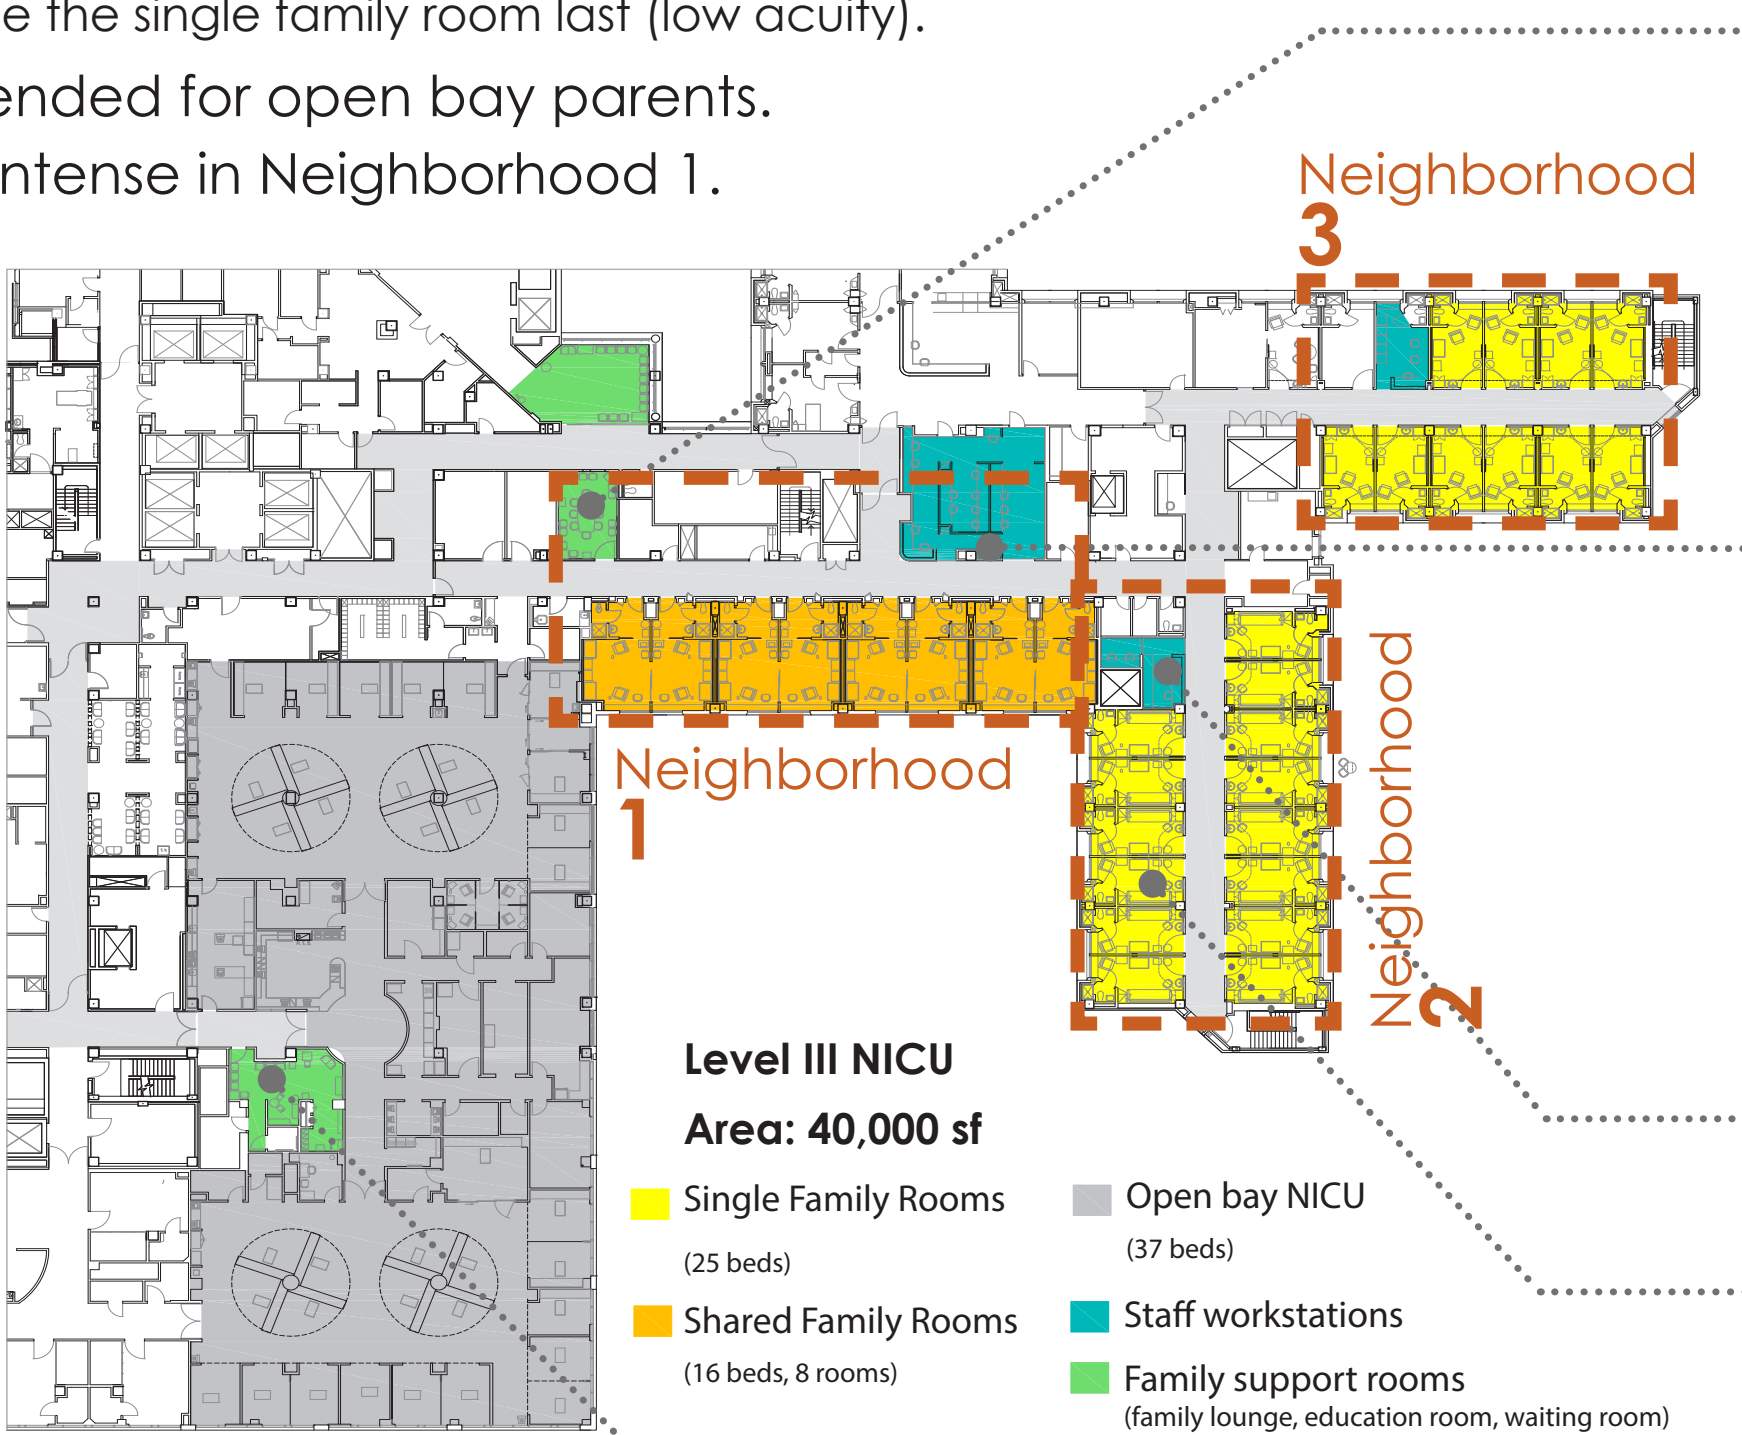 e the single family room last (low acuity).
ended for open bay parents.
ntense in Neighborhood 1.
Neighborhood
3
Neighborhood
1
Neighborhood
2
Level III NICU
Area: 40,000 sf
Single Family Rooms
(25 beds)
Shared Family Rooms
(16 beds, 8 rooms)
Open bay NICU
(37 beds)
Staff workstations
Family support rooms
(family lounge, education room, waiting room)